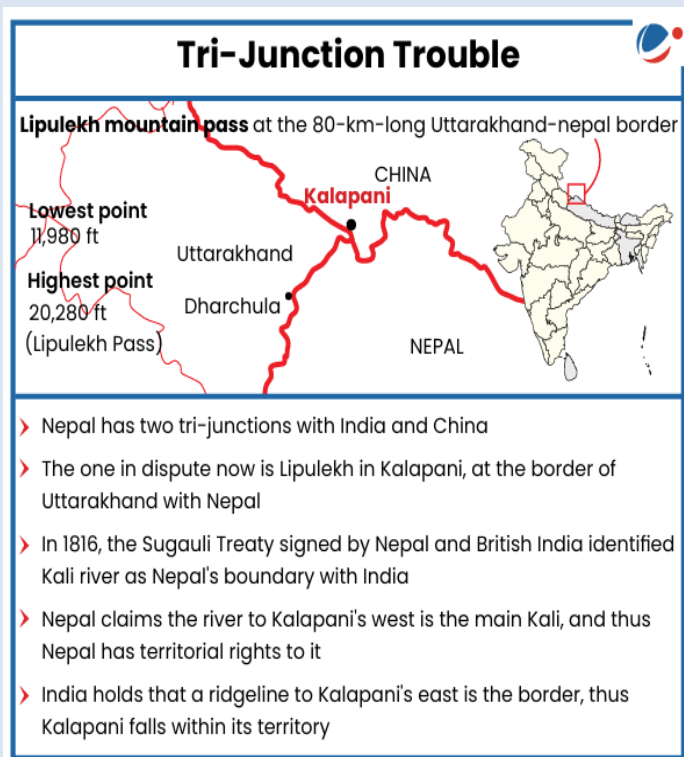 Tri-Junction Trouble
Lipulekh mountain pass at the 80-km-long Uttarakhand-nepal border
CHINA
Kalapani
Lowest point
11,980 ft
Uttarakhand
Highest point
20,280 ft
Dharchula
(Lipulekh Pass)
NEPAL
Nepal has two tri-junctions with India and China
The one in dispute now is Lipulekh in Kalapani, at the border of
Uttarakhand with Nepal
In 1816, the Sugauli Treaty signed by Nepal and British India identified
Kali river as Nepal's boundary with India
Nepal claims the river to Kalapani's west is the main Kali, and thus
Nepal has territorial rights to it
India holds that a ridgeline to Kalapani's east is the border, thus
Kalapani falls within its territory